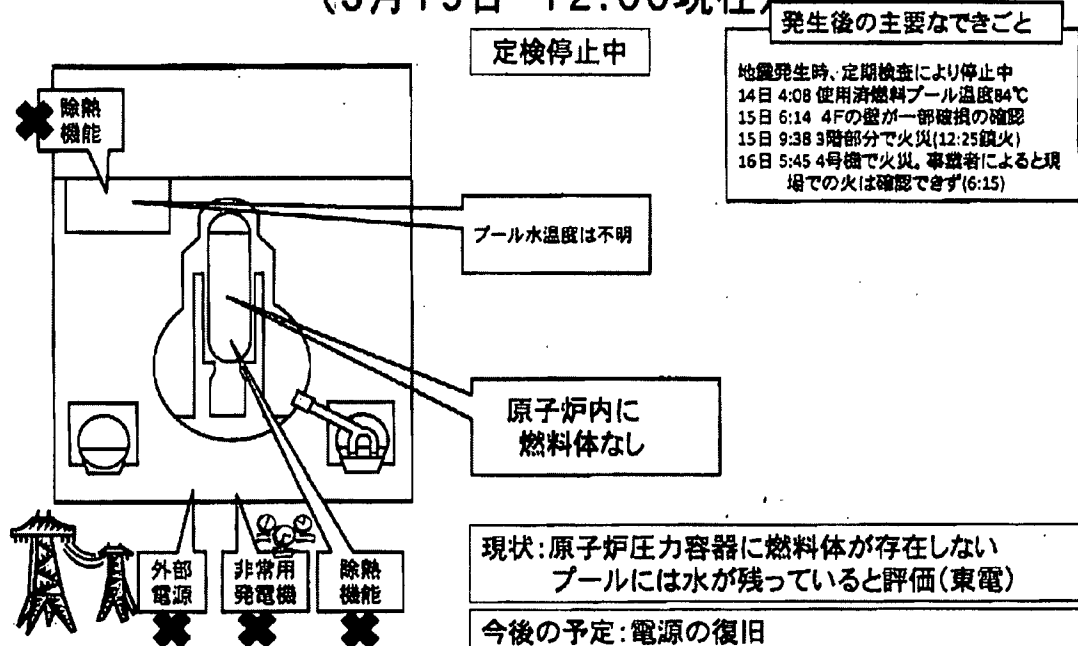 定検停止中
発生後の主要なできごと
地震発生時、定期検査により停止中
14日 4:08 使用済燃料プール温度84℃
15日 6:14 4Fの壁が一部破損の確認
15日 9:38 3階部分で火災(12:25鎮火)
16日 5:45 4号機で火災。事業者によると現
場での火は確認できず(6:15)
除熱
機能
プール水温度は不明
原子炉内に
燃料体なし
外部
電源
非常用
発電機
除熱
機能
現状:原子炉圧力容器に燃料体が存在しない
プールには水が残っていると評価(東電)
今後の予定:電源の復旧